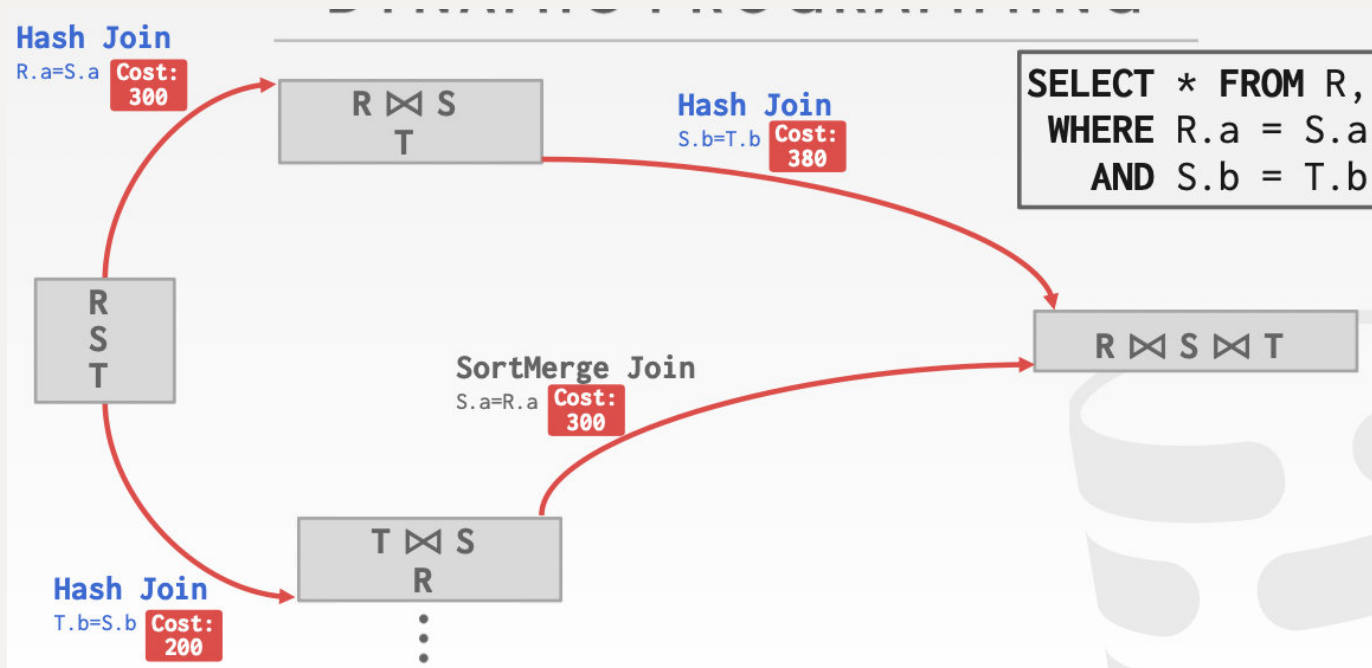 Hash Join
R.a=S.a
Cost:
300
R ⋈ S
T
Hash Join
S.b=T.b
Cost:
380
SELECT * FROM R,
WHERE R.a = S.a
AND S.b = T.b
R
S
T
R ⋈ S ⋈ T
SortMerge Join
S.a=R.a
Cost:
300
T ⋈ S
R
Hash Join
T.b=S.b
Cost:
200